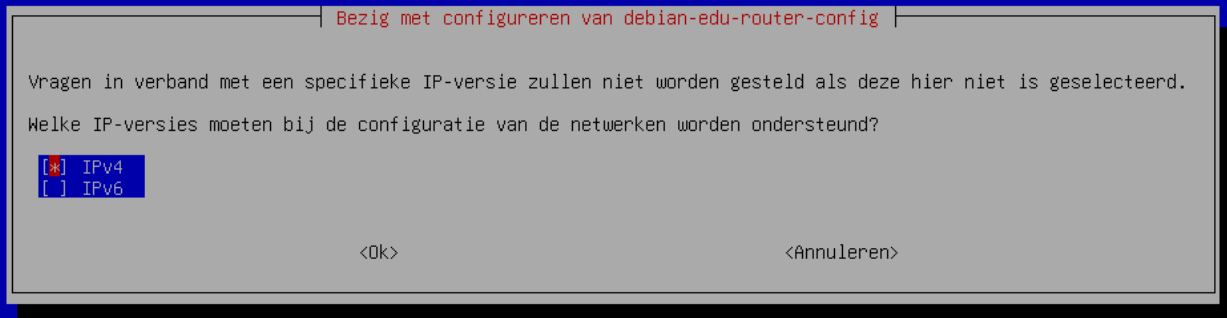 Bezig met configureren van debian-edu-router-config
Vragen in verband met een specifieke IP-versie zullen niet worden gesteld als deze hier niet is geselecteerd.
Welke IP-versies moeten bij de configuratie van de netwerken worden ondersteund?
[*] IPv4
[ ] IPv6
<Ok> <Annuleren>